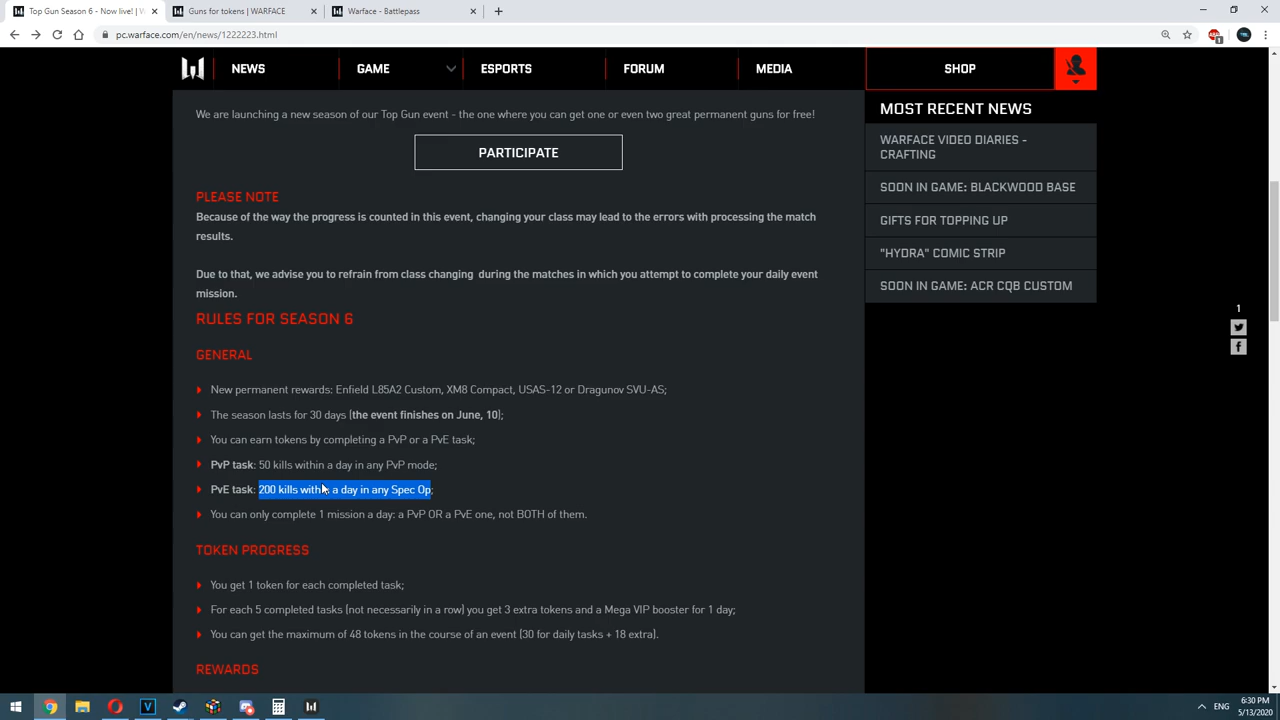 Top Gun Season 6 - Now live! | W
Guns for tokens | WARFACE
Warface - Battlepass
pc.warface.com/en/news/1222223.html
NEWS
GAME
ESPORTS
FORUM
MEDIA
SHOP
We are launching a new season of our Top Gun event - the one where you can get one or even two great permanent guns for free!
PARTICIPATE
PLEASE NOTE
Because of the way the progress is counted in this event, changing your class may lead to the errors with processing the match
results.
Due to that, we advise you to refrain from class changing during the matches in which you attempt to complete your daily event
mission.
RULES FOR SEASON 6
GENERAL
New permanent rewards: Enfield L85A2 Custom, XM8 Compact, USAS-12 or Dragunov SVU-AS;
The season lasts for 30 days (the event finishes on June, 10);
You can earn tokens by completing a PvP or a PvE task;
PvP task: 50 kills within a day in any PvP mode;
PvE task: 200 kills within a day in any Spec Op;
You can only complete 1 mission a day: a PvP OR a PvE one, not BOTH of them.
TOKEN PROGRESS
You get 1 token for each completed task;
For each 5 completed tasks (not necessarily in a row) you get 3 extra tokens and a Mega VIP booster for 1 day;
You can get the maximum of 48 tokens in the course of an event (30 for daily tasks + 18 extra).
REWARDS
MOST RECENT NEWS
WARFACE VIDEO DIARIES -
CRAFTING
SOON IN GAME: BLACKWOOD BASE
GIFTS FOR TOPPING UP
"HYDRA" COMIC STRIP
SOON IN GAME: ACR CQB CUSTOM
1
ENG
6:30 PM
5/13/2020